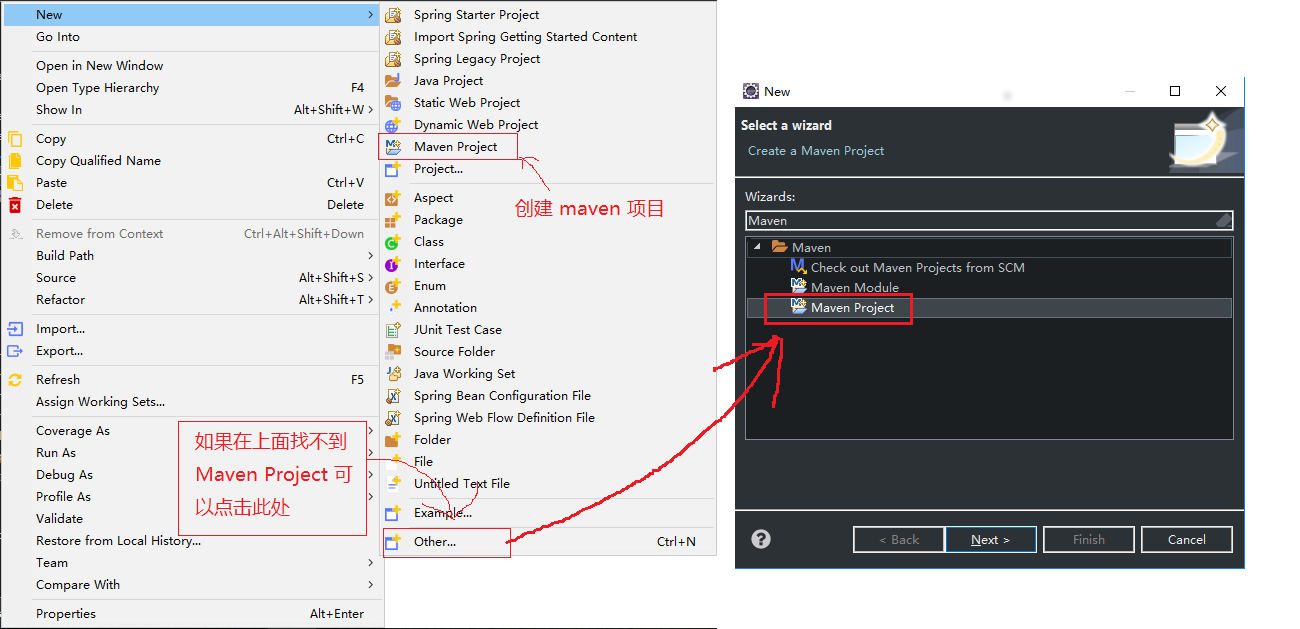 New
Go Into
Open in New Window
Open Type Hierarchy F4
Show In Alt+Shift+W
Copy Ctrl+C
Copy Qualified Name
Paste Ctrl+V
Delete Delete
Remove from Context Ctrl+Alt+Shift+Down
Build Path
Source Alt+Shift+S
Refactor Alt+Shift+T
Import...
Export...
Refresh F5
Assign Working Sets...
Coverage As
Run As
Debug As
Profile As
Validate
Restore from Local History...
Team
Compare With
Properties Alt+Enter
如果在上面找不到
Maven Project 可
以点击此处
Spring Starter Project
Import Spring Getting Started Content
Spring Legacy Project
Java Project
Static Web Project
Dynamic Web Project
Maven Project
Project...
创建 maven 项目
Aspect
Package
Class
Interface
Enum
Annotation
JUnit Test Case
Source Folder
Java Working Set
Spring Bean Configuration File
Spring Web Flow Definition File
Folder
File
Untitled Text File
Example...
Other... Ctrl+N
New
Select a wizard
Create a Maven Project
Wizards:
Maven
Maven
Check out Maven Projects from SCM
Maven Module
Maven Project
< Back
Next >
Finish
Cancel